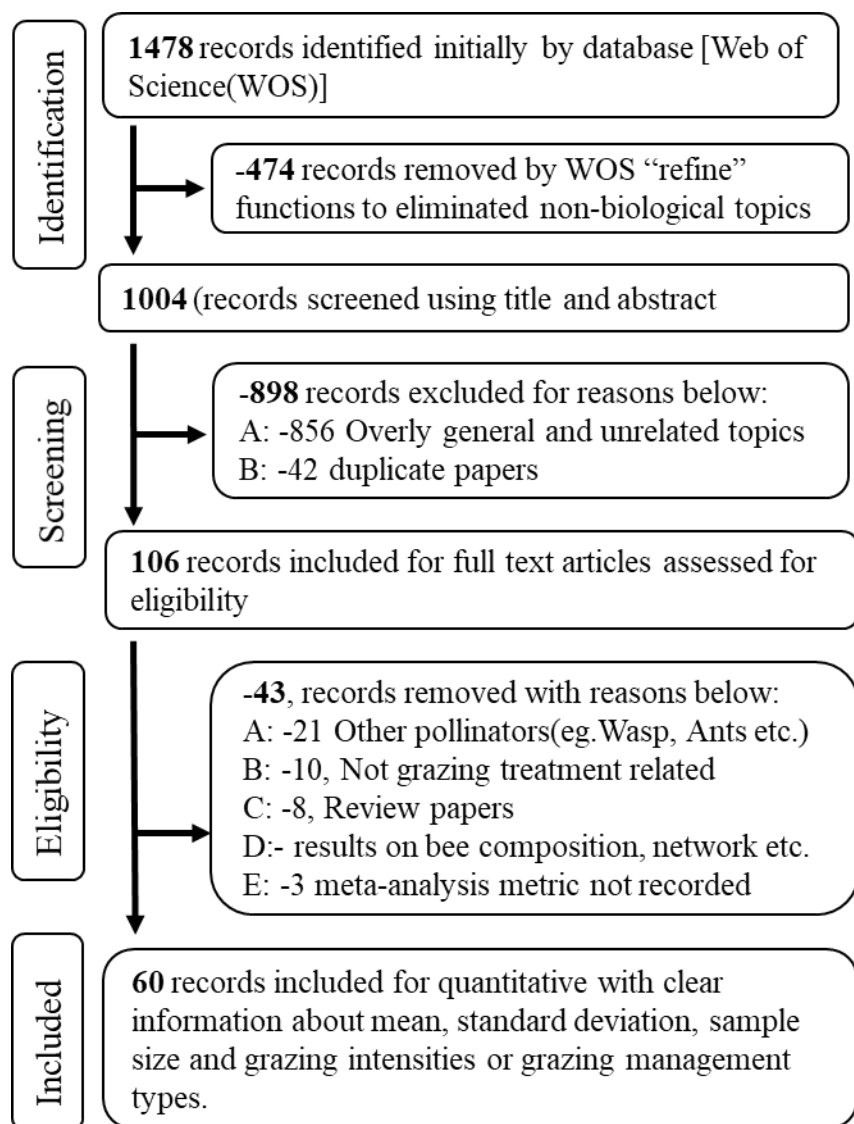 Identification
1478 records identified initially by database [Web of
Science(WOS)]
-474 records removed by WOS “refine”
functions to eliminated non-biological topics
1004 (records screened using title and abstract
Screening
-898 records excluded for reasons below:
A: -856 Overly general and unrelated topics
B: -42 duplicate papers
106 records included for full text articles assessed for
eligibility
Eligibility
-43, records removed with reasons below:
A: -21 Other pollinators(eg.Wasp, Ants etc.)
B: -10, Not grazing treatment related
C: -8, Review papers
D:- results on bee composition, network etc.
E: -3 meta-analysis metric not recorded
Included
60 records included for quantitative with clear
information about mean, standard deviation, sample
size and grazing intensities or grazing management
types.